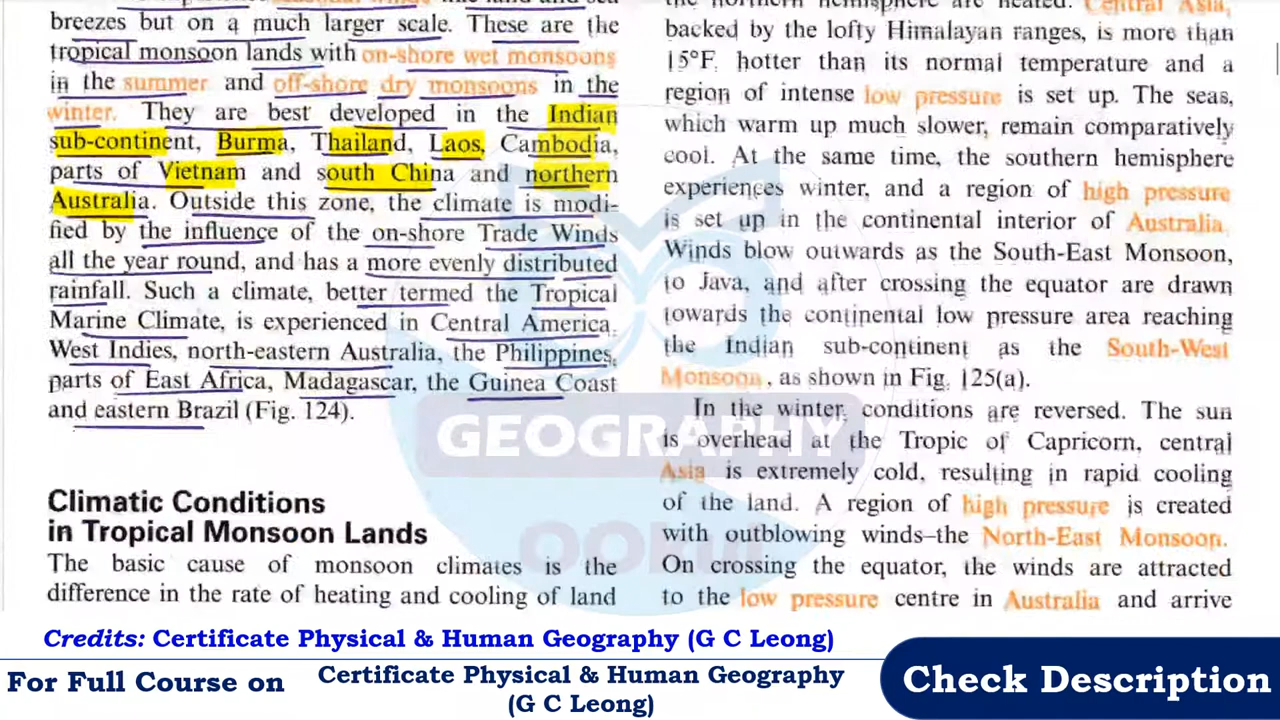 breezes but on a much larger scale. These are the
tropical monsoon lands with on-shore wet monsoons
in the summer and off-shore dry monsoons in the
winter. They are best developed in the Indian
sub-continent, Burma, Thailand, Laos, Cambodia,
parts of Vietnam and south China and northern
Australia. Outside this zone, the climate is modi-
fied by the influence of the on-shore Trade Winds
all the year round, and has a more evenly distributed
rainfall. Such a climate, better termed the Tropical
Marine Climate, is experienced in Central America,
West Indies, north-eastern Australia, the Philippines,
parts of East Africa, Madagascar, the Guinea Coast
and eastern Brazil (Fig. 124).
Climatic Conditions
in Tropical Monsoon Lands
The basic cause of monsoon climates is the
difference in the rate of heating and cooling of land
the northern hemisphere are heated. Central Asia,
backed by the lofty Himalayan ranges, is more than
15°F. hotter than its normal temperature and a
region of intense low pressure is set up. The seas,
which warm up much slower, remain comparatively
cool. At the same time, the southern hemisphere
experiences winter, and a region of high pressure
is set up in the continental interior of Australia.
Winds blow outwards as the South-East Monsoon,
to Java, and after crossing the equator are drawn
towards the continental low pressure area reaching
the Indian sub-continent as the South-West
Monsoon, as shown in Fig. 125(a).
In the winter, conditions are reversed. The sun
is overhead at the Tropic of Capricorn, central
Asia is extremely cold, resulting in rapid cooling
of the land. A region of high pressure is created
with outblowing winds–the North-East Monsoon.
On crossing the equator, the winds are attracted
to the low pressure centre in Australia and arrive
GEOGRAPHY
Credits: Certificate Physical & Human Geography (G C Leong)
For Full Course on
Certificate Physical & Human Geography
(G C Leong)
Check Description